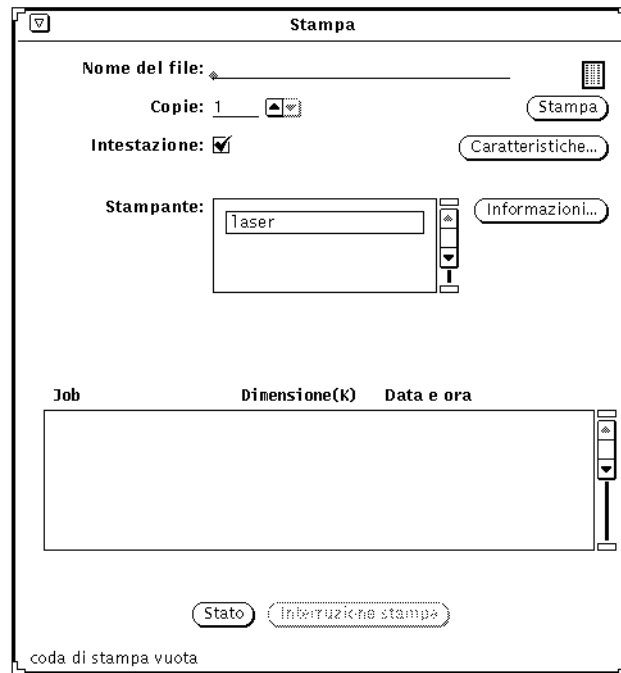 Stampa
Nome del file:
Copie: 1
Stampa
Intestazione:
Caratteristiche...
Stampante:
laser
Informazioni...
Job Dimensione(K) Data e ora
Stato Interruzione stampa
coda di stampa vuota